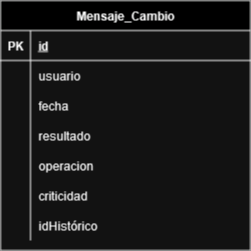 Mensaje_Cambio
PK id
usuario
fecha
resultado
operacion
criticidad
idHistórico